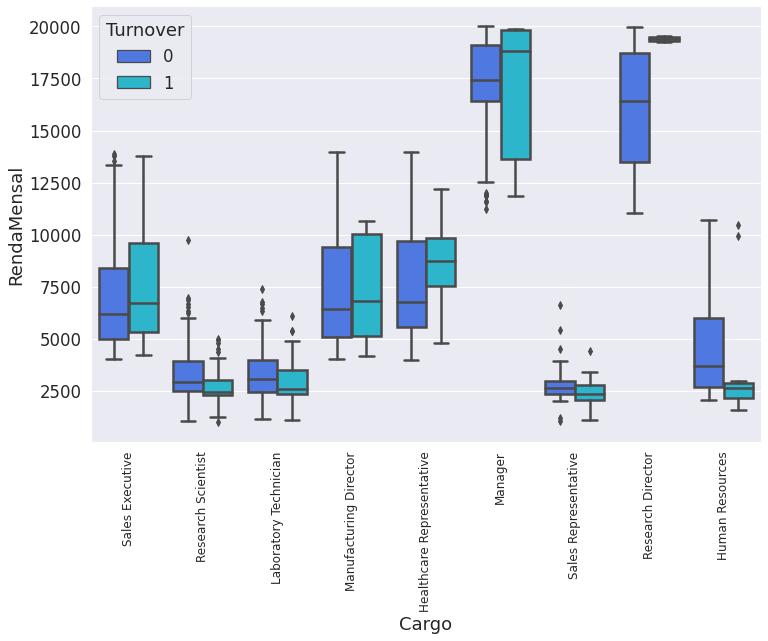 Turnover
0
1
RendaMensal
20000
17500
15000
12500
10000
7500
5000
2500
Sales Executive
Research Scientist
Laboratory Technician
Manufacturing Director
Healthcare Representative
Manager
Sales Representative
Research Director
Human Resources
Cargo